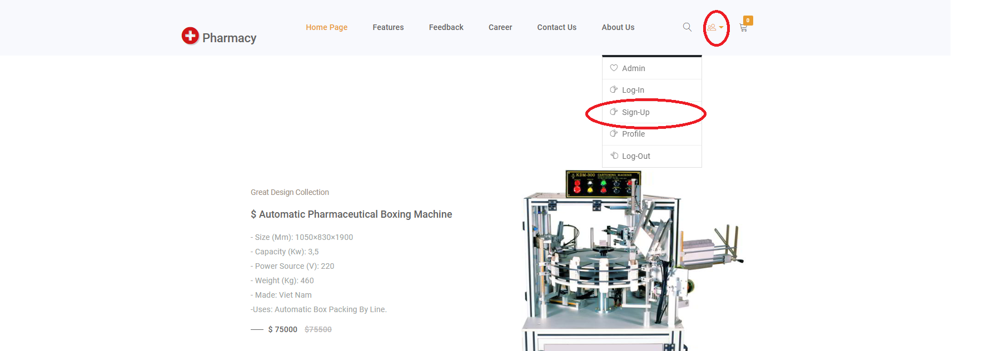 Pharmacy
Home Page
Features
Feedback
Career
Contact Us
About Us
0
Admin
Log-In
Sign-Up
Profile
Log-Out
KDM-300 CARTONING MACHINE
Great Design Collection
$ Automatic Pharmaceutical Boxing Machine
- Size (Mm): 1050×830×1900
- Capacity (Kw): 3,5
- Power Source (V): 220
- Weight (Kg): 460
- Made: Viet Nam
-Uses: Automatic Box Packing By Line.
$ 75000 $75500